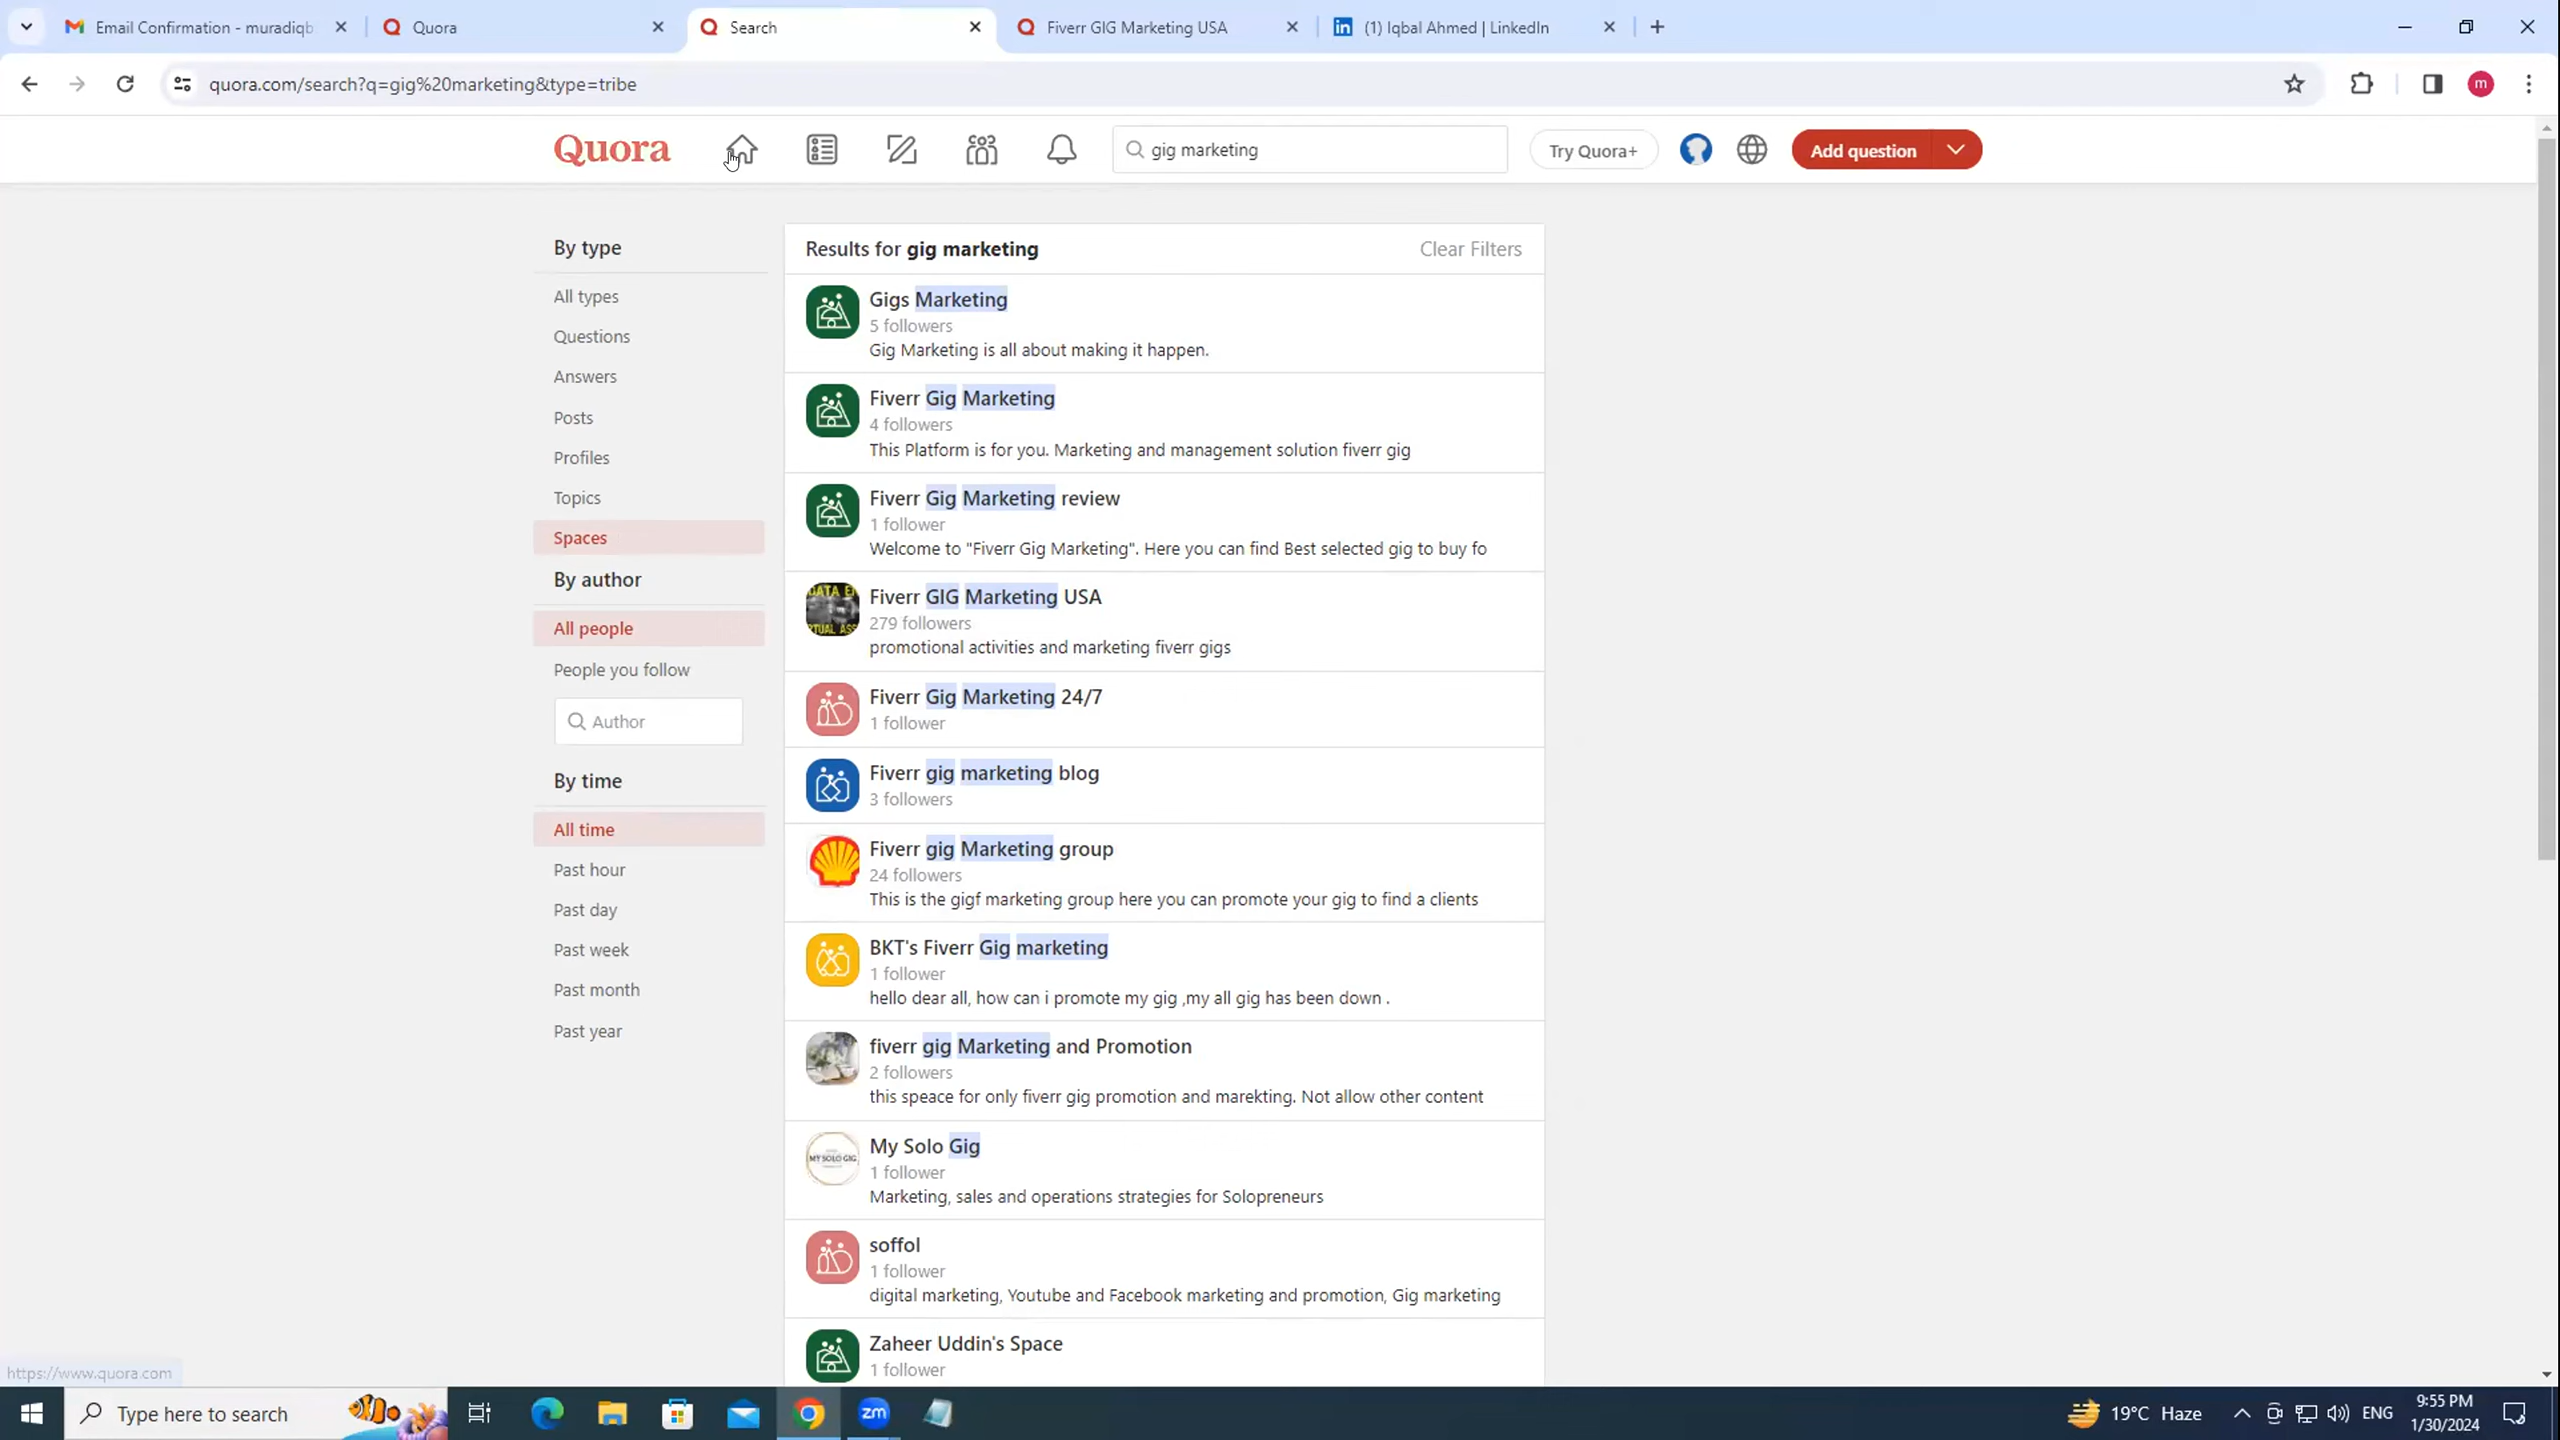 Email Confirmation - muradiqb
Quora
Search
Fiverr GIG Marketing USA
(1) Iqbal Ahmed | LinkedIn
quora.com/search?q=gig%20marketing&type=tribe
m
Quora
gig marketing
Try Quora+
Add question
By type
All types
Questions
Answers
Posts
Profiles
Topics
Spaces
By author
All people
People you follow
Author
By time
All time
Past hour
Past day
Past week
Past month
Past year
Results for gig marketing
Clear Filters
Gigs Marketing
5 followers
Gig Marketing is all about making it happen.
Fiverr Gig Marketing
4 followers
This Platform is for you. Marketing and management solution fiverr gig
Fiverr Gig Marketing review
1 follower
Welcome to "Fiverr Gig Marketing". Here you can find Best selected gig to buy fo
DATA E
RTUAL ASS
Fiverr GIG Marketing USA
279 followers
promotional activities and marketing fiverr gigs
Fiverr Gig Marketing 24/7
1 follower
Fiverr gig marketing blog
3 followers
Fiverr gig Marketing group
24 followers
This is the gigf marketing group here you can promote your gig to find a clients
BKT's Fiverr Gig marketing
1 follower
hello dear all, how can i promote my gig ,my all gig has been down .
fiverr gig Marketing and Promotion
2 followers
this speace for only fiverr gig promotion and marekting. Not allow other content
MY SOLO GIG
My Solo Gig
1 follower
Marketing, sales and operations strategies for Solopreneurs
soffol
1 follower
digital marketing, Youtube and Facebook marketing and promotion, Gig marketing
Zaheer Uddin's Space
1 follower
https://www.quora.com
Type here to search
zm
19°C Haze
ENG
9:55 PM
1/30/2024